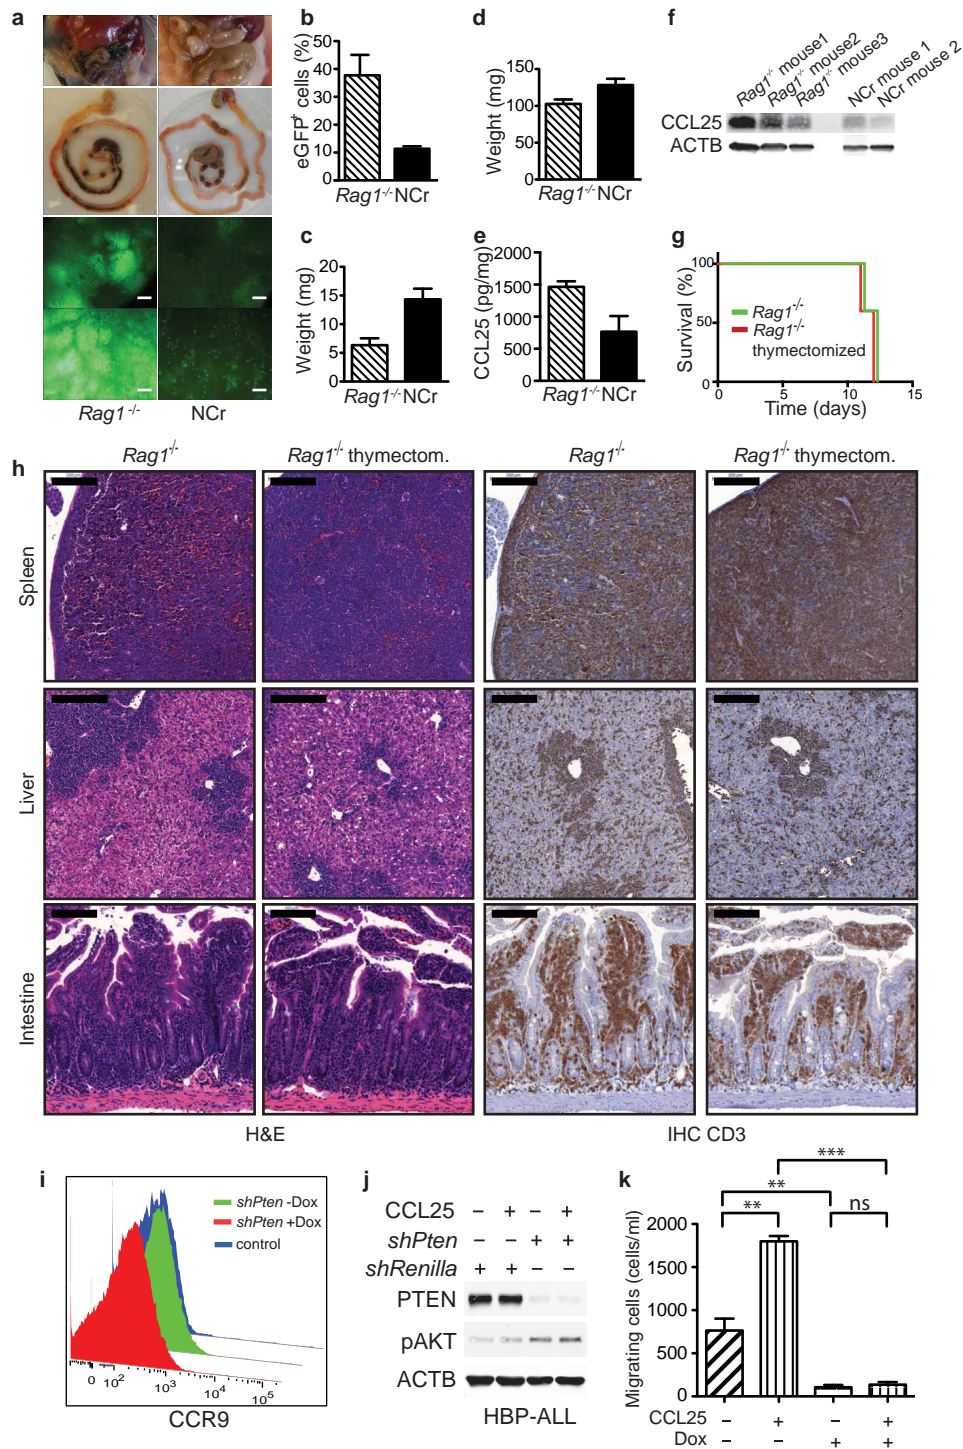 a
Rag1-/-
NCr
b
eGFP+ cells (%)
50
40
30
20
10
0
Rag1-/- NCr
c
Weight (mg)
20
15
10
5
0
Rag1-/- NCr
d
Weight (mg)
150
100
50
0
Rag1-/- NCr
e
CCL25 (pg/mg)
2000
1500
1000
500
0
Rag1-/- NCr
f
Rag1-/- mouse1
Rag1-/- mouse2
Rag1-/- mouse3
NCr mouse 1
NCr mouse 2
CCL25
ACTB
g
Survival (%)
100
50
0
0 5 10 15
Time (days)
Rag1-/-
Rag1-/-
thymectomized
h
Rag1-/-
Rag1-/- thymectom.
Rag1-/-
Rag1-/- thymectom.
Spleen
Liver
Intestine
H&E
IHC CD3
i
shPten -Dox
shPten +Dox
control
0 10^2 10^3 10^4 10^5
CCR9
j
CCL25 – + – +
shPten – – + +
shRenilla + + – –
PTEN
pAKT
ACTB
HBP-ALL
k
***
**
**
ns
Migrating cells (cells/ml)
2000
1500
1000
500
0
CCL25 – + – +
Dox – – + +